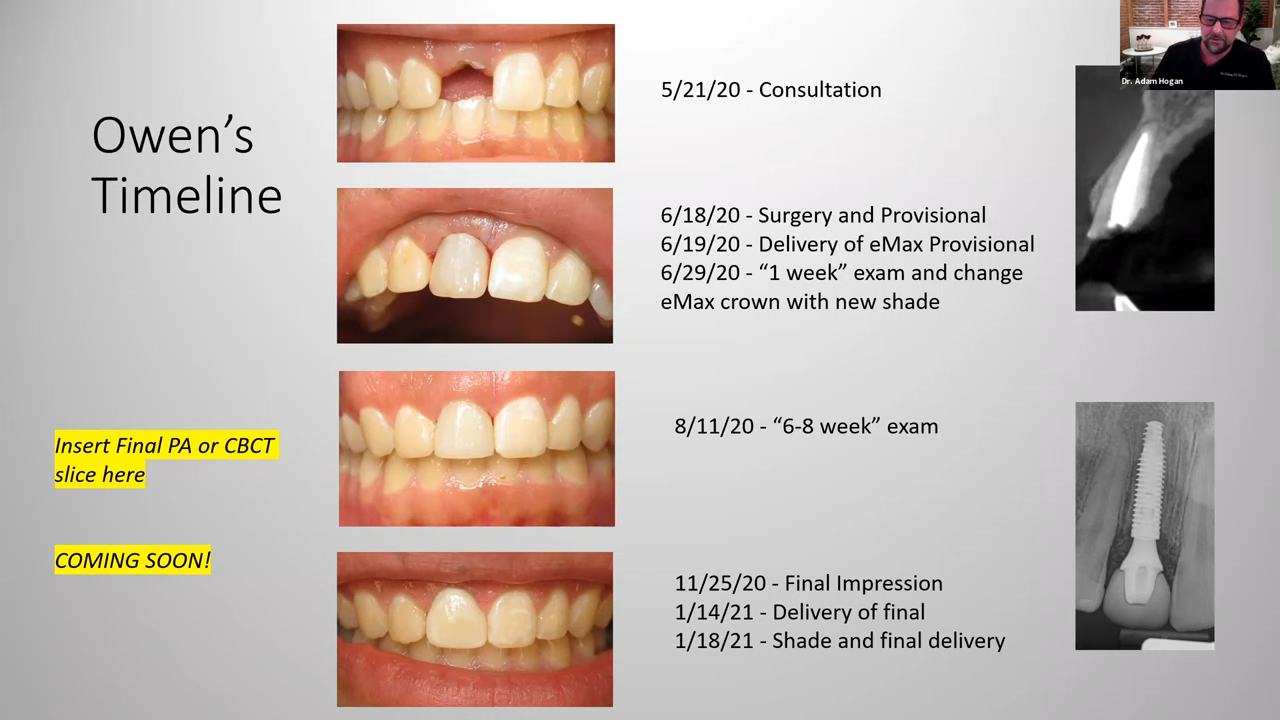 Owen’s
Timeline
5/21/20 - Consultation
6/18/20 - Surgery and Provisional
6/19/20 - Delivery of eMax Provisional
6/29/20 - “1 week” exam and change
eMax crown with new shade
8/11/20 - “6-8 week” exam
11/25/20 - Final Impression
1/14/21 - Delivery of final
1/18/21 - Shade and final delivery
Insert Final PA or CBCT
slice here
COMING SOON!
Dr. Adam Hogan